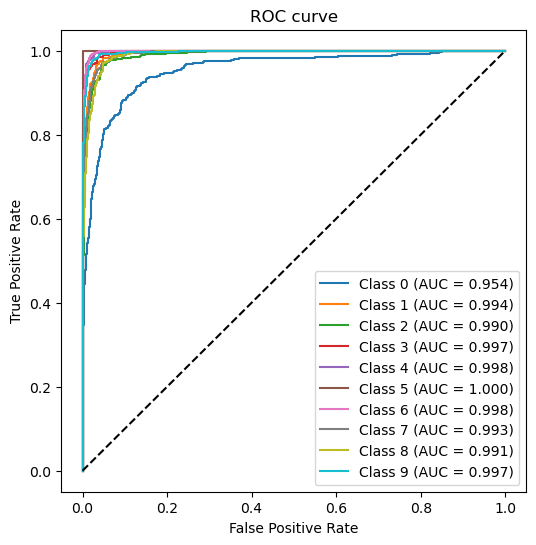 ROC curve
1.0
0.8
0.6
0.4
0.2
0.0
True Positive Rate
Class 0 (AUC = 0.954)
Class 1 (AUC = 0.994)
Class 2 (AUC = 0.990)
Class 3 (AUC = 0.997)
Class 4 (AUC = 0.998)
Class 5 (AUC = 1.000)
Class 6 (AUC = 0.998)
Class 7 (AUC = 0.993)
Class 8 (AUC = 0.991)
Class 9 (AUC = 0.997)
0.0 0.2 0.4 0.6 0.8 1.0
False Positive Rate